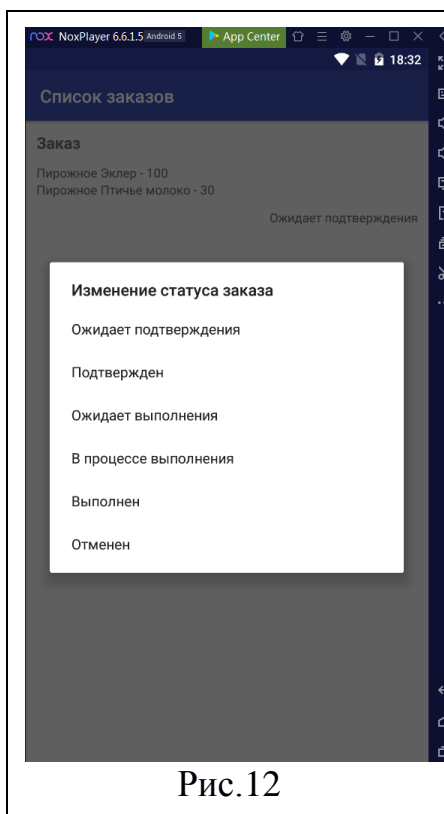 nox NoxPlayer 6.6.1.5 Android 5 App Center
18:32
Список заказов
Заказ
Пирожное Эклер - 100
Пирожное Птичье молоко - 30
Ожидает подтверждения
Изменение статуса заказа
Ожидает подтверждения
Подтвержден
Ожидает выполнения
В процессе выполнения
Выполнен
Отменен
Рис.12